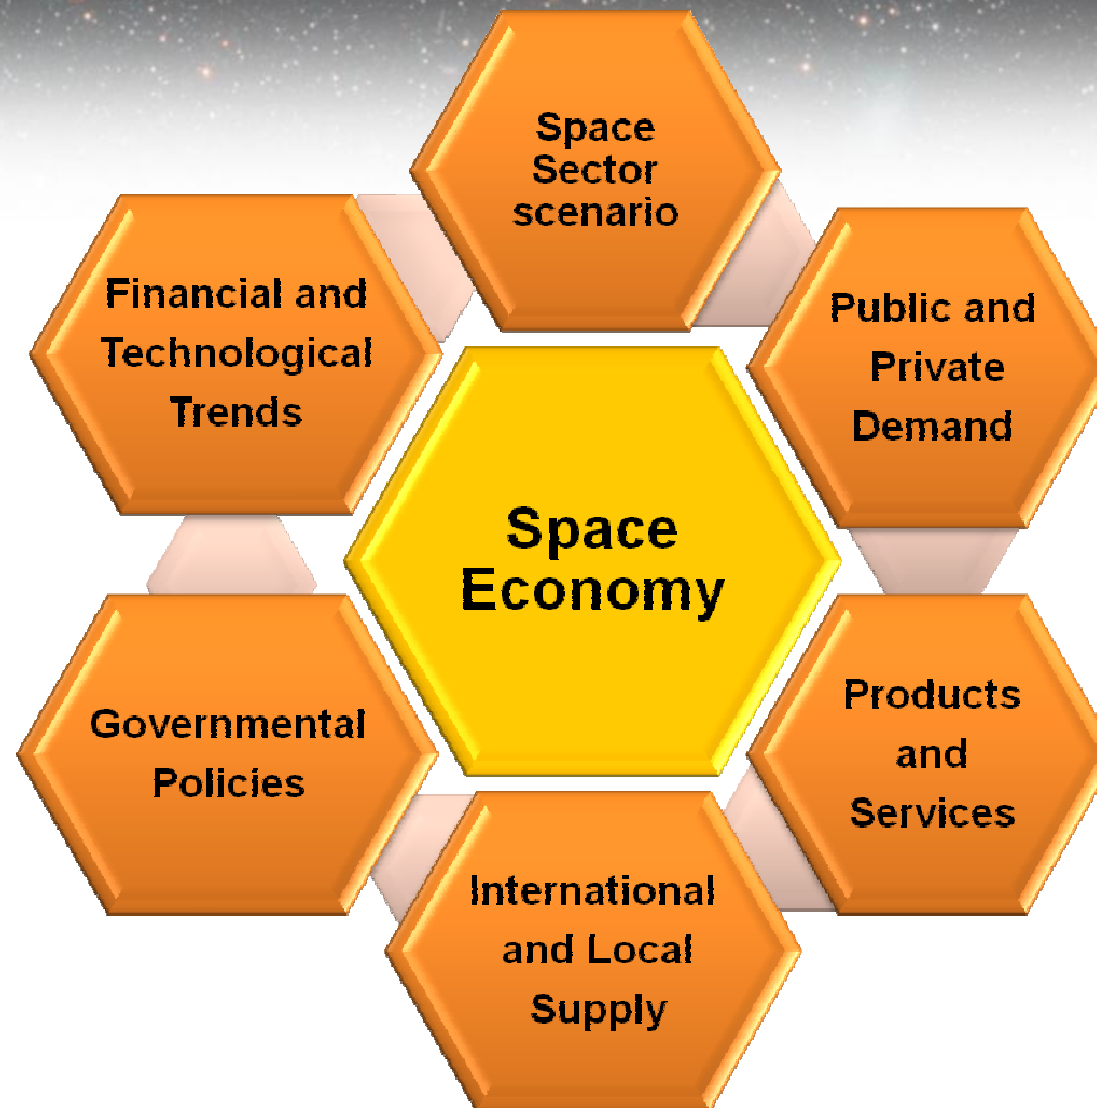 Space
Sector
scenario
Financial and
Technological
Trends
Public and
Private
Demand
Space
Economy
Governmental
Policies
Products
and
Services
International
and Local
Supply